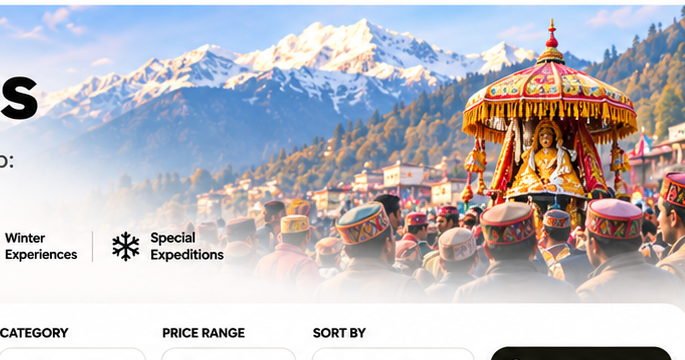 s
o:
Winter
Experiences
Special
Expeditions
CATEGORY
PRICE RANGE
SORT BY